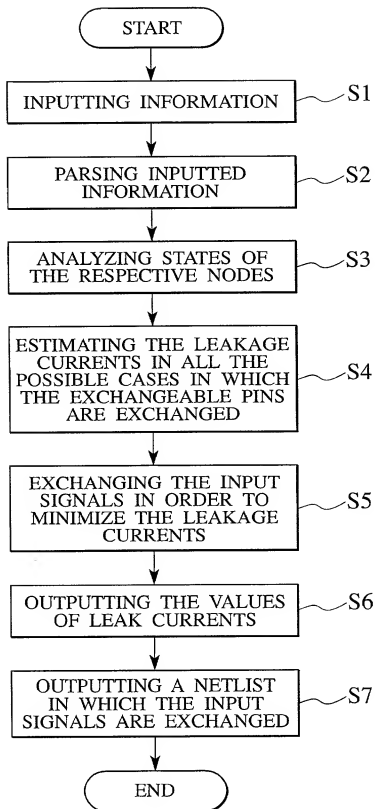 START
INPUTTING INFORMATION
S1
PARSING INPUTTED
INFORMATION
S2
ANALYZING STATES OF
THE RESPECTIVE NODES
S3
ESTIMATING THE LEAKAGE
CURRENTS IN ALL THE
POSSIBLE CASES IN WHICH
THE EXCHANGEABLE PINS
ARE EXCHANGED
S4
EXCHANGING THE INPUT
SIGNALS IN ORDER TO
MINIMIZE THE LEAKAGE
CURRENTS
S5
OUTPUTTING THE VALUES
OF LEAK CURRENTS
S6
OUTPUTTING A NETLIST
IN WHICH THE INPUT
SIGNALS ARE EXCHANGED
S7
END